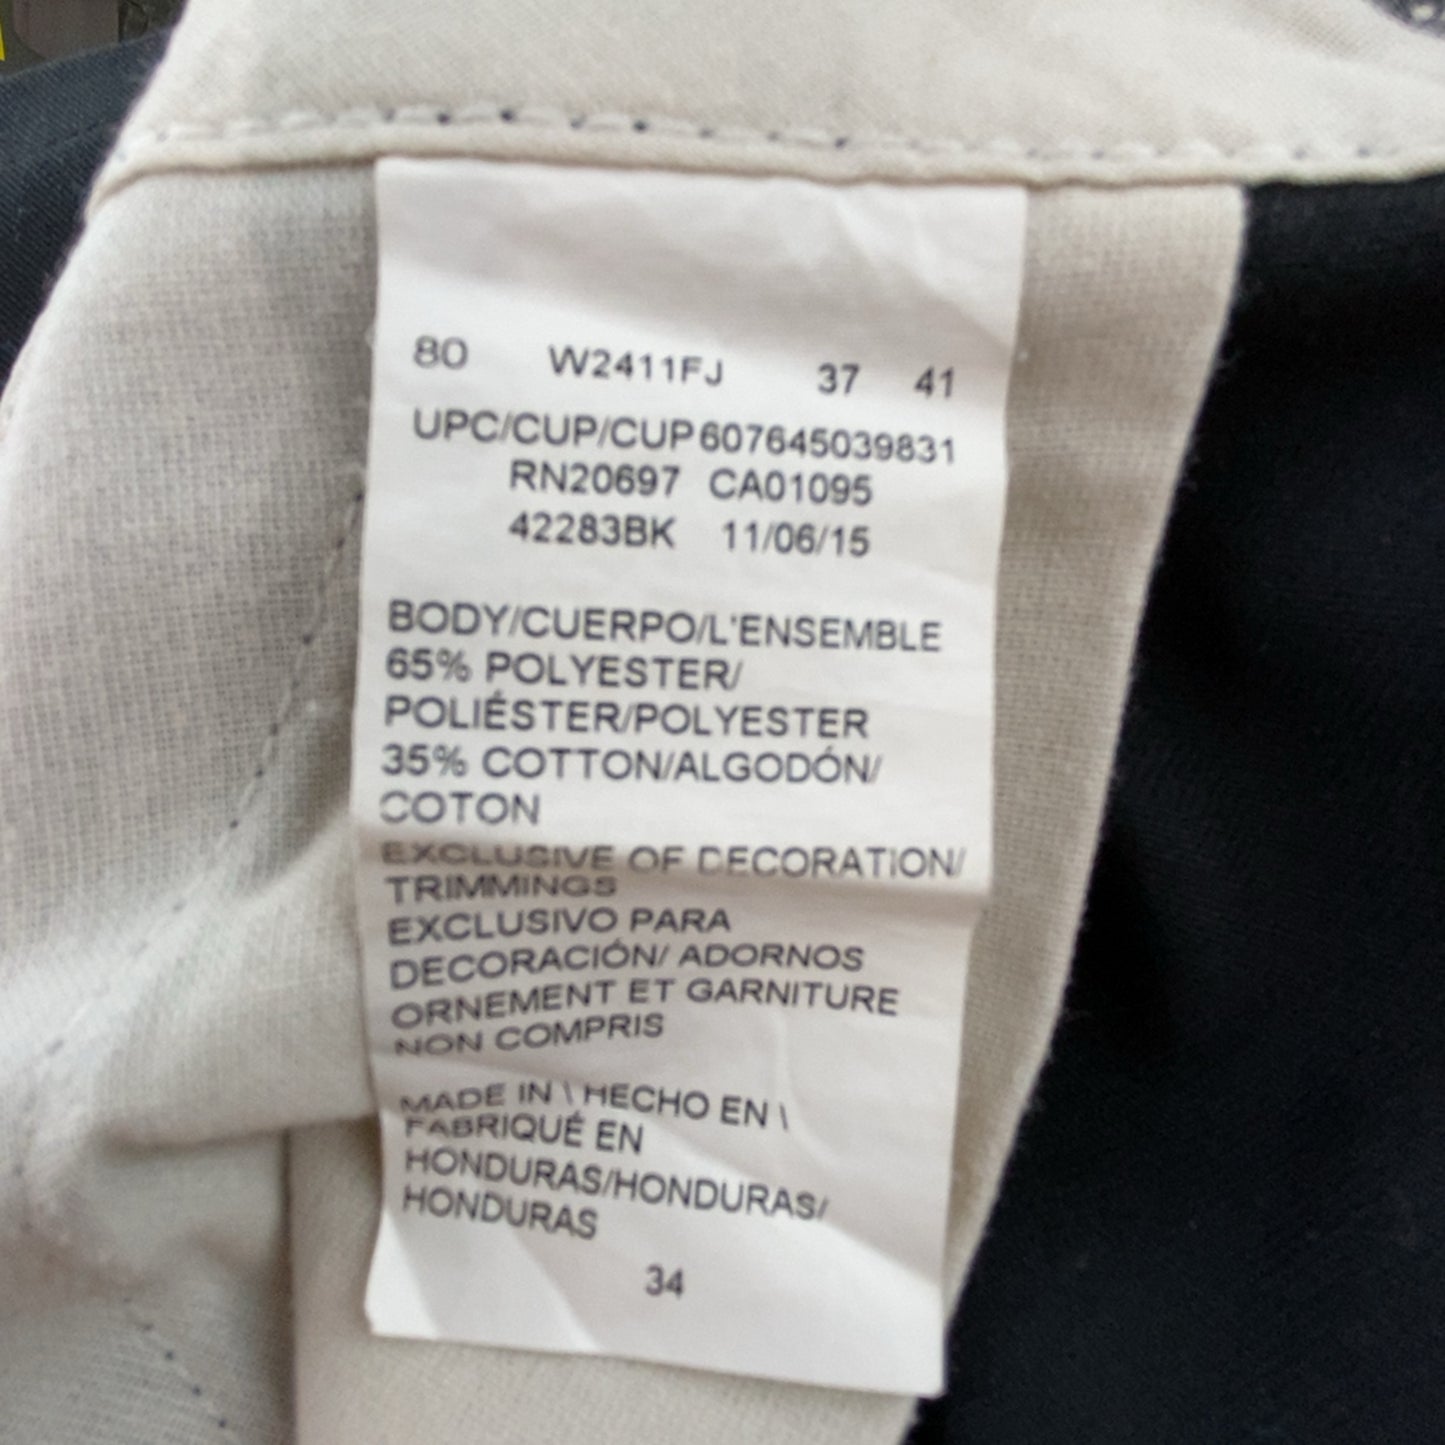 80 W2411FJ 37 41
UPC/CUP/CUP 607645039831
RN20697 CA01095
42283BK 11/06/15
BODY/CUERPO/L'ENSEMBLE
65% POLYESTER/
POLIÉSTER/POLYESTER
35% COTTON/ALGODÓN/
COTON
EXCLUSIVE OF DECORATION/
TRIMMINGS
EXCLUSIVO PARA
DECORACIÓN/ ADORNOS
ORNEMENT ET GARNITURE
NON COMPRIS
MADE IN \ HECHO EN \
FABRIQUÉ EN
HONDURAS/HONDURAS/
HONDURAS
34